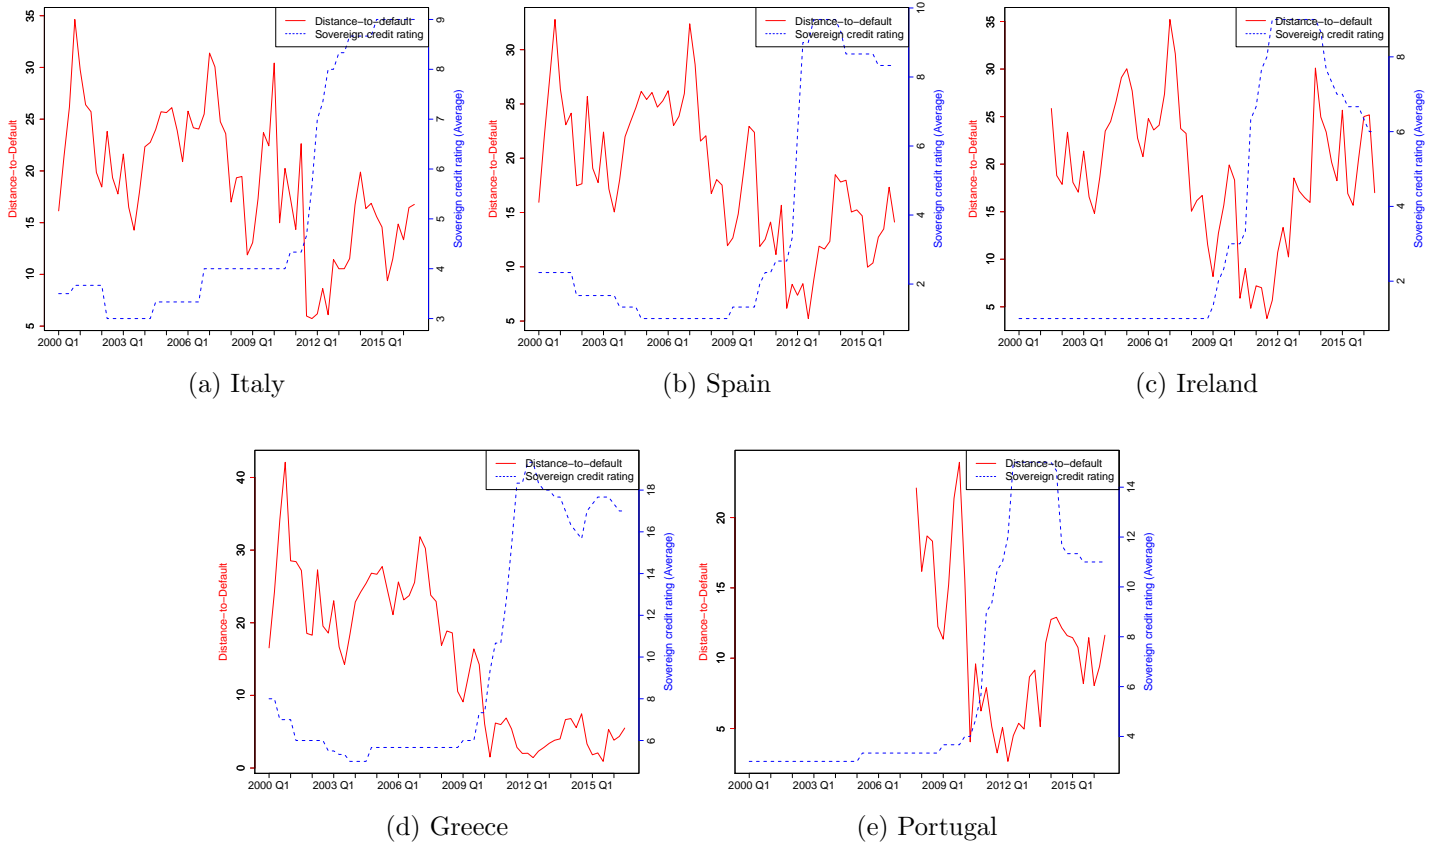 Distance−to−default
Sovereign credit rating
Distance−to−Default
Sovereign credit rating (Average)
5 10 15 20 25 30 35
3 4 5 6 7 8 9
2000 Q1 2003 Q1 2006 Q1 2009 Q1 2012 Q1 2015 Q1
(a) Italy
Distance−to−default
Sovereign credit rating
Distance−to−Default
Sovereign credit rating (Average)
5 10 15 20 25 30
2 4 6 8 10
2000 Q1 2003 Q1 2006 Q1 2009 Q1 2012 Q1 2015 Q1
(b) Spain
Distance−to−default
Sovereign credit rating
Distance−to−Default
Sovereign credit rating (Average)
5 10 15 20 25 30 35
2 4 6 8
2000 Q1 2003 Q1 2006 Q1 2009 Q1 2012 Q1 2015 Q1
(c) Ireland
Distance−to−default
Sovereign credit rating
Distance−to−Default
Sovereign credit rating (Average)
0 10 20 30 40
6 8 10 12 14 16 18
2000 Q1 2003 Q1 2006 Q1 2009 Q1 2012 Q1 2015 Q1
(d) Greece
Distance−to−default
Sovereign credit rating
Distance−to−Default
Sovereign credit rating (Average)
5 10 15 20
4 6 8 10 12 14
2000 Q1 2003 Q1 2006 Q1 2009 Q1 2012 Q1 2015 Q1
(e) Portugal